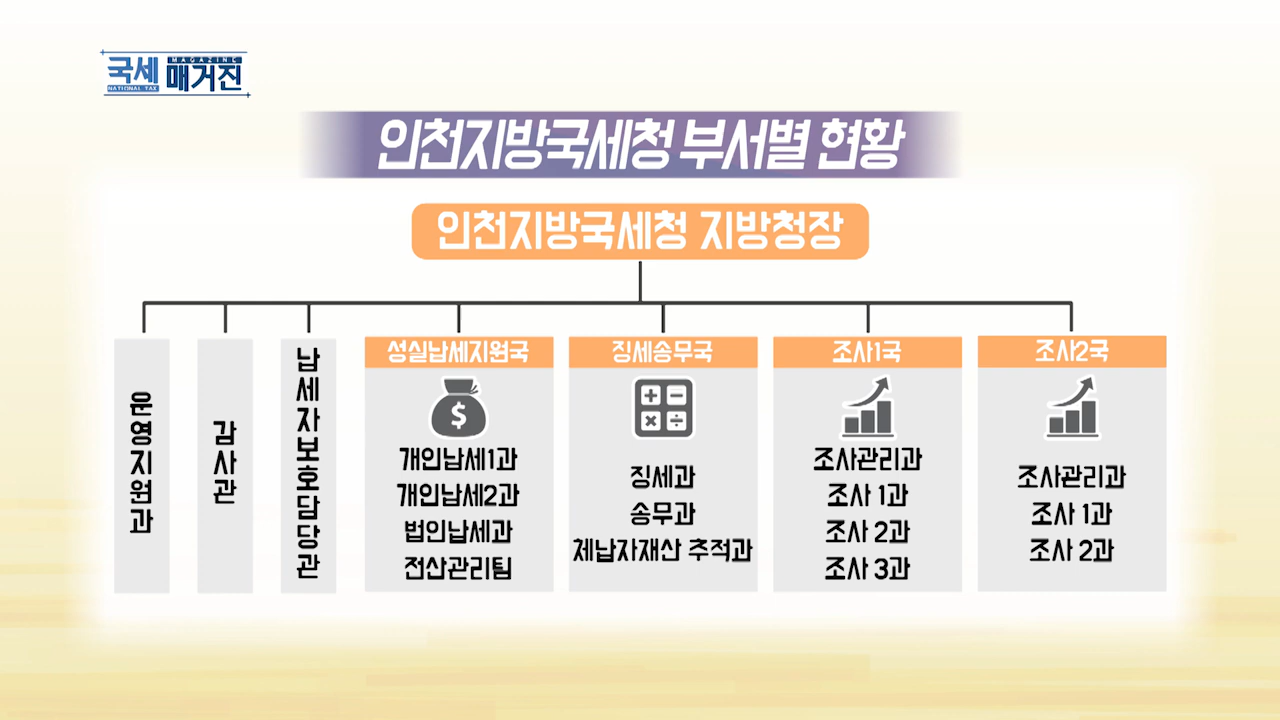 국세 매거진
MAGAZINE
NATIONAL TAX
인천지방국세청 부서별 현황
인천지방국세청 지방청장
운영지원과
감사관
납세자보호담당관
성실납세지원국
개인납세1과
개인납세2과
법인납세과
전산관리팀
징세송무국
징세과
송무과
체납자재산 추적과
조사1국
조사관리과
조사 1과
조사 2과
조사 3과
조사2국
조사관리과
조사 1과
조사 2과